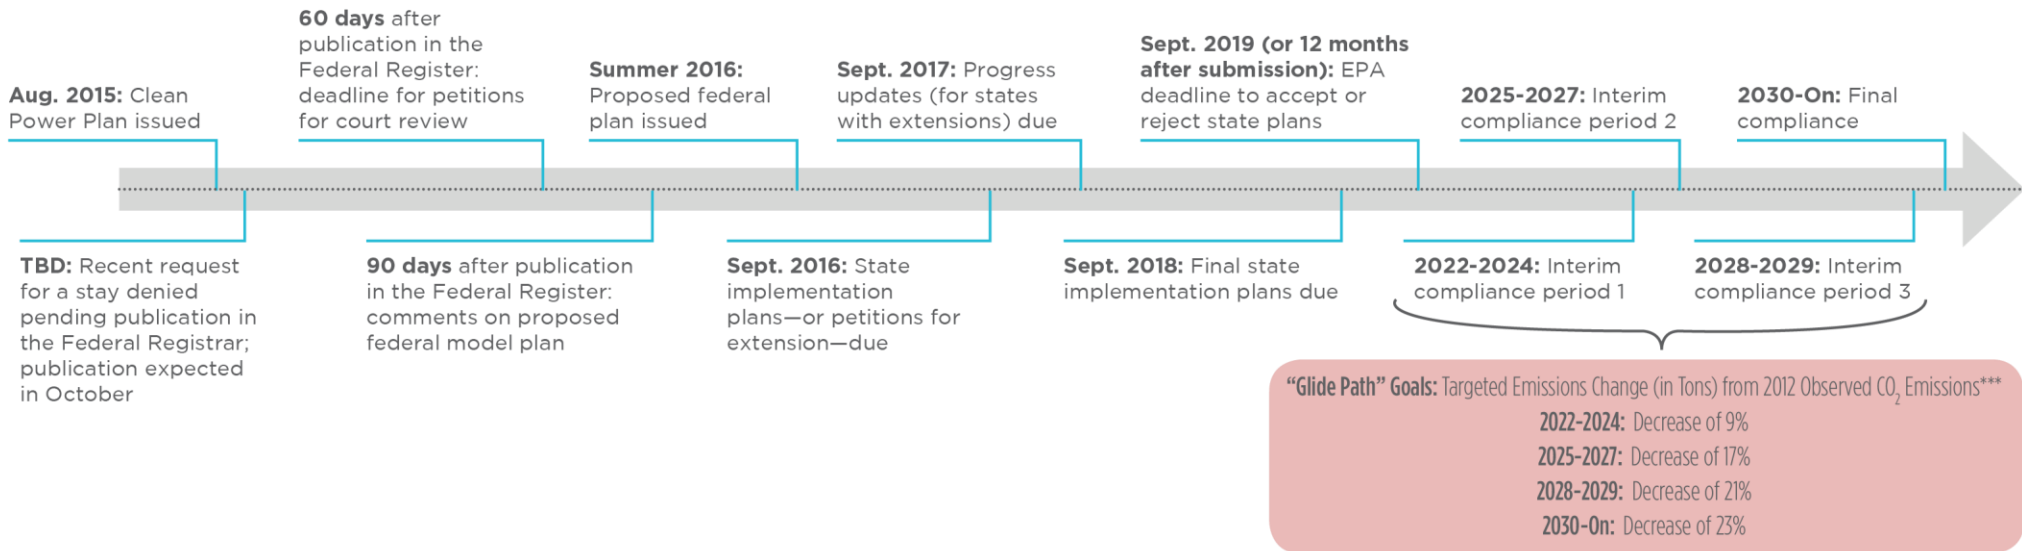 Aug. 2015: Clean
Power Plan issued
60 days after
publication in the
Federal Register:
deadline for petitions
for court review
Summer 2016:
Proposed federal
plan issued
Sept. 2017: Progress
updates (for states
with extensions) due
Sept. 2019 (or 12 months
after submission): EPA
deadline to accept or
reject state plans
2025-2027: Interim
compliance period 2
2030-On: Final
compliance
TBD: Recent request
for a stay denied
pending publication in
the Federal Registrar;
publication expected
in October
90 days after publication
in the Federal Register:
comments on proposed
federal model plan
Sept. 2016: State
implementation
plans—or petitions for
extension—due
Sept. 2018: Final state
implementation plans due
2022-2024: Interim
compliance period 1
2028-2029: Interim
compliance period 3
“Glide Path” Goals: Targeted Emissions Change (in Tons) from 2012 Observed CO₂ Emissions***
2022-2024: Decrease of 9%
2025-2027: Decrease of 17%
2028-2029: Decrease of 21%
2030-On: Decrease of 23%